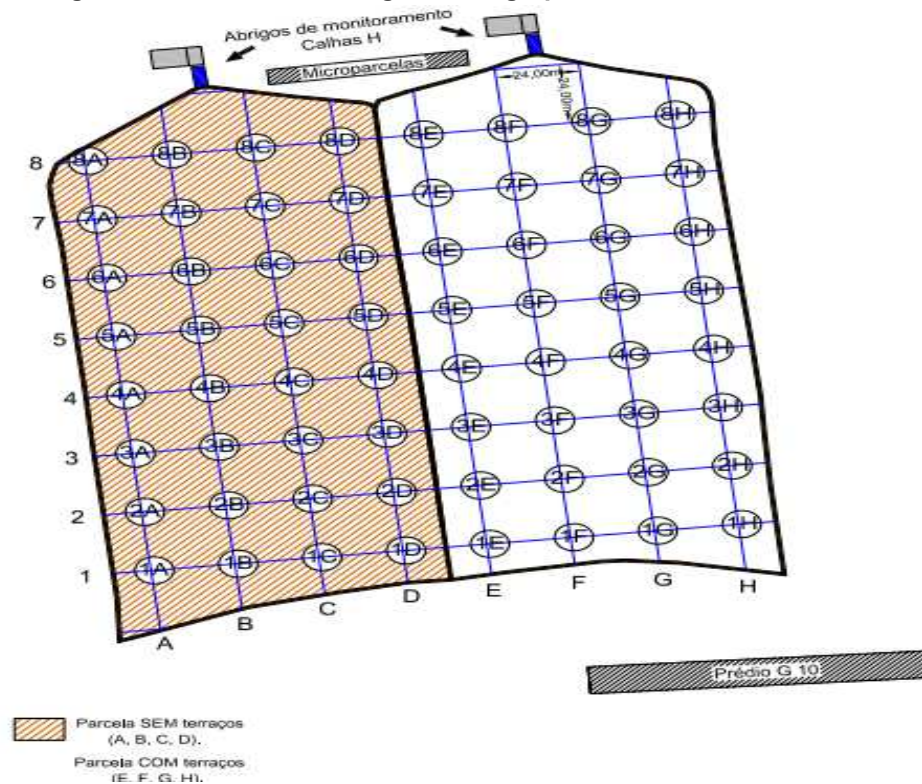 Abrigos de monitoramento
Calhas H
Microparcelas
24,00m
24,00m
8
8A 8B 8C 8D 8E 8F 8G 8H
7
7A 7B 7C 7D 7E 7F 7G 7H
6
6A 6B 6C 6D 6E 6F 6G 6H
5
5A 5B 5C 5D 5E 5F 5G 5H
4
4A 4B 4C 4D 4E 4F 4G 4H
3
3A 3B 3C 3D 3E 3F 3G 3H
2
2A 2B 2C 2D 2E 2F 2G 2H
1
1A 1B 1C 1D 1E 1F 1G 1H
A B C D E F G H
Prédio G 10
Parcela SEM terraços
(A, B, C, D).
Parcela COM terraços
(E, F, G, H).